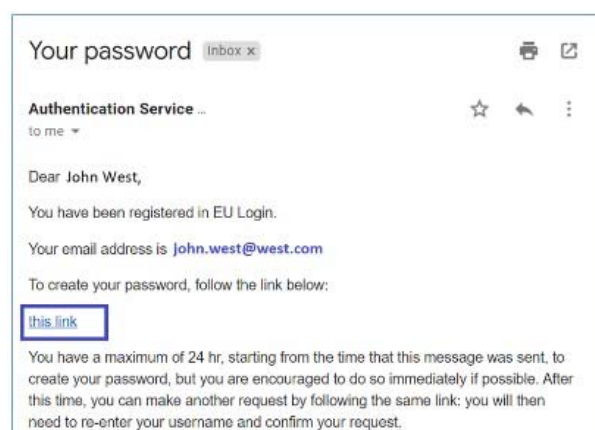 Your password Inbox x
Authentication Service ...
to me
Dear John West,
You have been registered in EU Login.
Your email address is john.west@west.com
To create your password, follow the link below:
this link
You have a maximum of 24 hr, starting from the time that this message was sent, to
create your password, but you are encouraged to do so immediately if possible. After
this time, you can make another request by following the same link: you will then
need to re-enter your username and confirm your request.